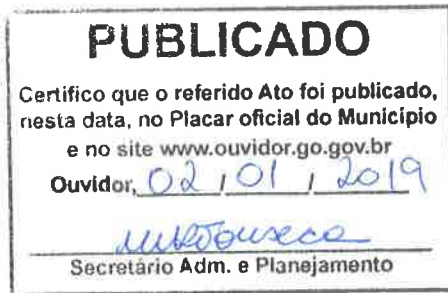 PUBLICADO
Certifico que o referido Ato foi publicado,
nesta data, no Placar oficial do Município
e no site www.ouvidor.go.gov.br
Ouvidor, 02 / 01 / 2019
Secretário Adm. e Planejamento